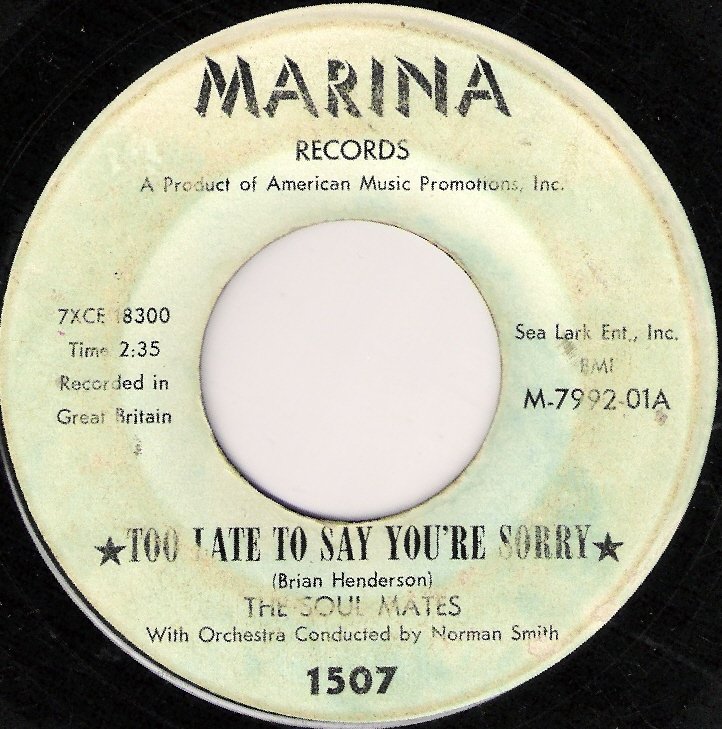 MARINA
RECORDS
A Product of American Music Promotions, Inc.
7XCE 18300
Time 2:35
Recorded in
Great Britain
Sea Lark Ent., Inc.
BMI
M-7992-01A
★TOO LATE TO SAY YOU'RE SORRY★
(Brian Henderson)
THE SOUL MATES
With Orchestra Conducted by Norman Smith
1507